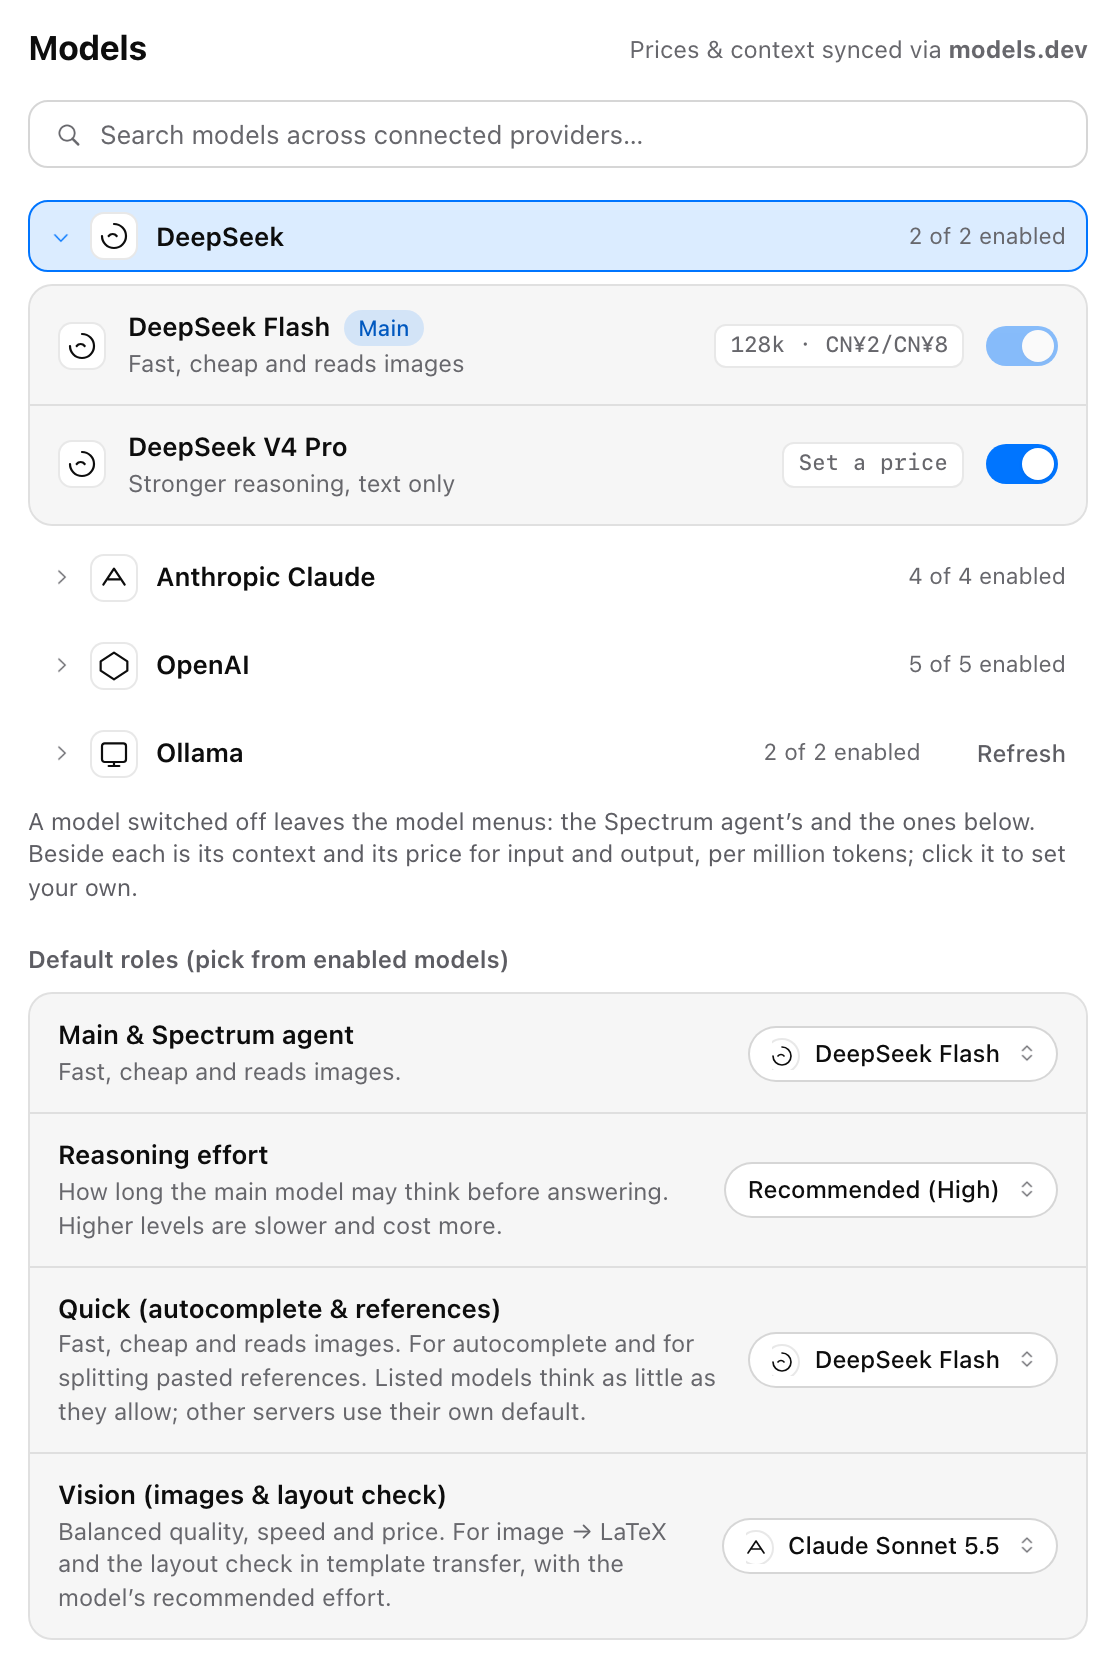 Models
Prices & context synced via models.dev
Search models across connected providers...
DeepSeek
2 of 2 enabled
DeepSeek Flash Main
Fast, cheap and reads images
128k · CN¥2/CN¥8
DeepSeek V4 Pro
Stronger reasoning, text only
Set a price
Anthropic Claude
4 of 4 enabled
OpenAI
5 of 5 enabled
Ollama
2 of 2 enabled
Refresh
A model switched off leaves the model menus: the Spectrum agent’s and the ones below.
Beside each is its context and its price for input and output, per million tokens; click it to set
your own.
Default roles (pick from enabled models)
Main & Spectrum agent
Fast, cheap and reads images.
DeepSeek Flash
Reasoning effort
How long the main model may think before answering.
Higher levels are slower and cost more.
Recommended (High)
Quick (autocomplete & references)
Fast, cheap and reads images. For autocomplete and for
splitting pasted references. Listed models think as little as
they allow; other servers use their own default.
DeepSeek Flash
Vision (images & layout check)
Balanced quality, speed and price. For image → LaTeX
and the layout check in template transfer, with the
model’s recommended effort.
Claude Sonnet 5.5